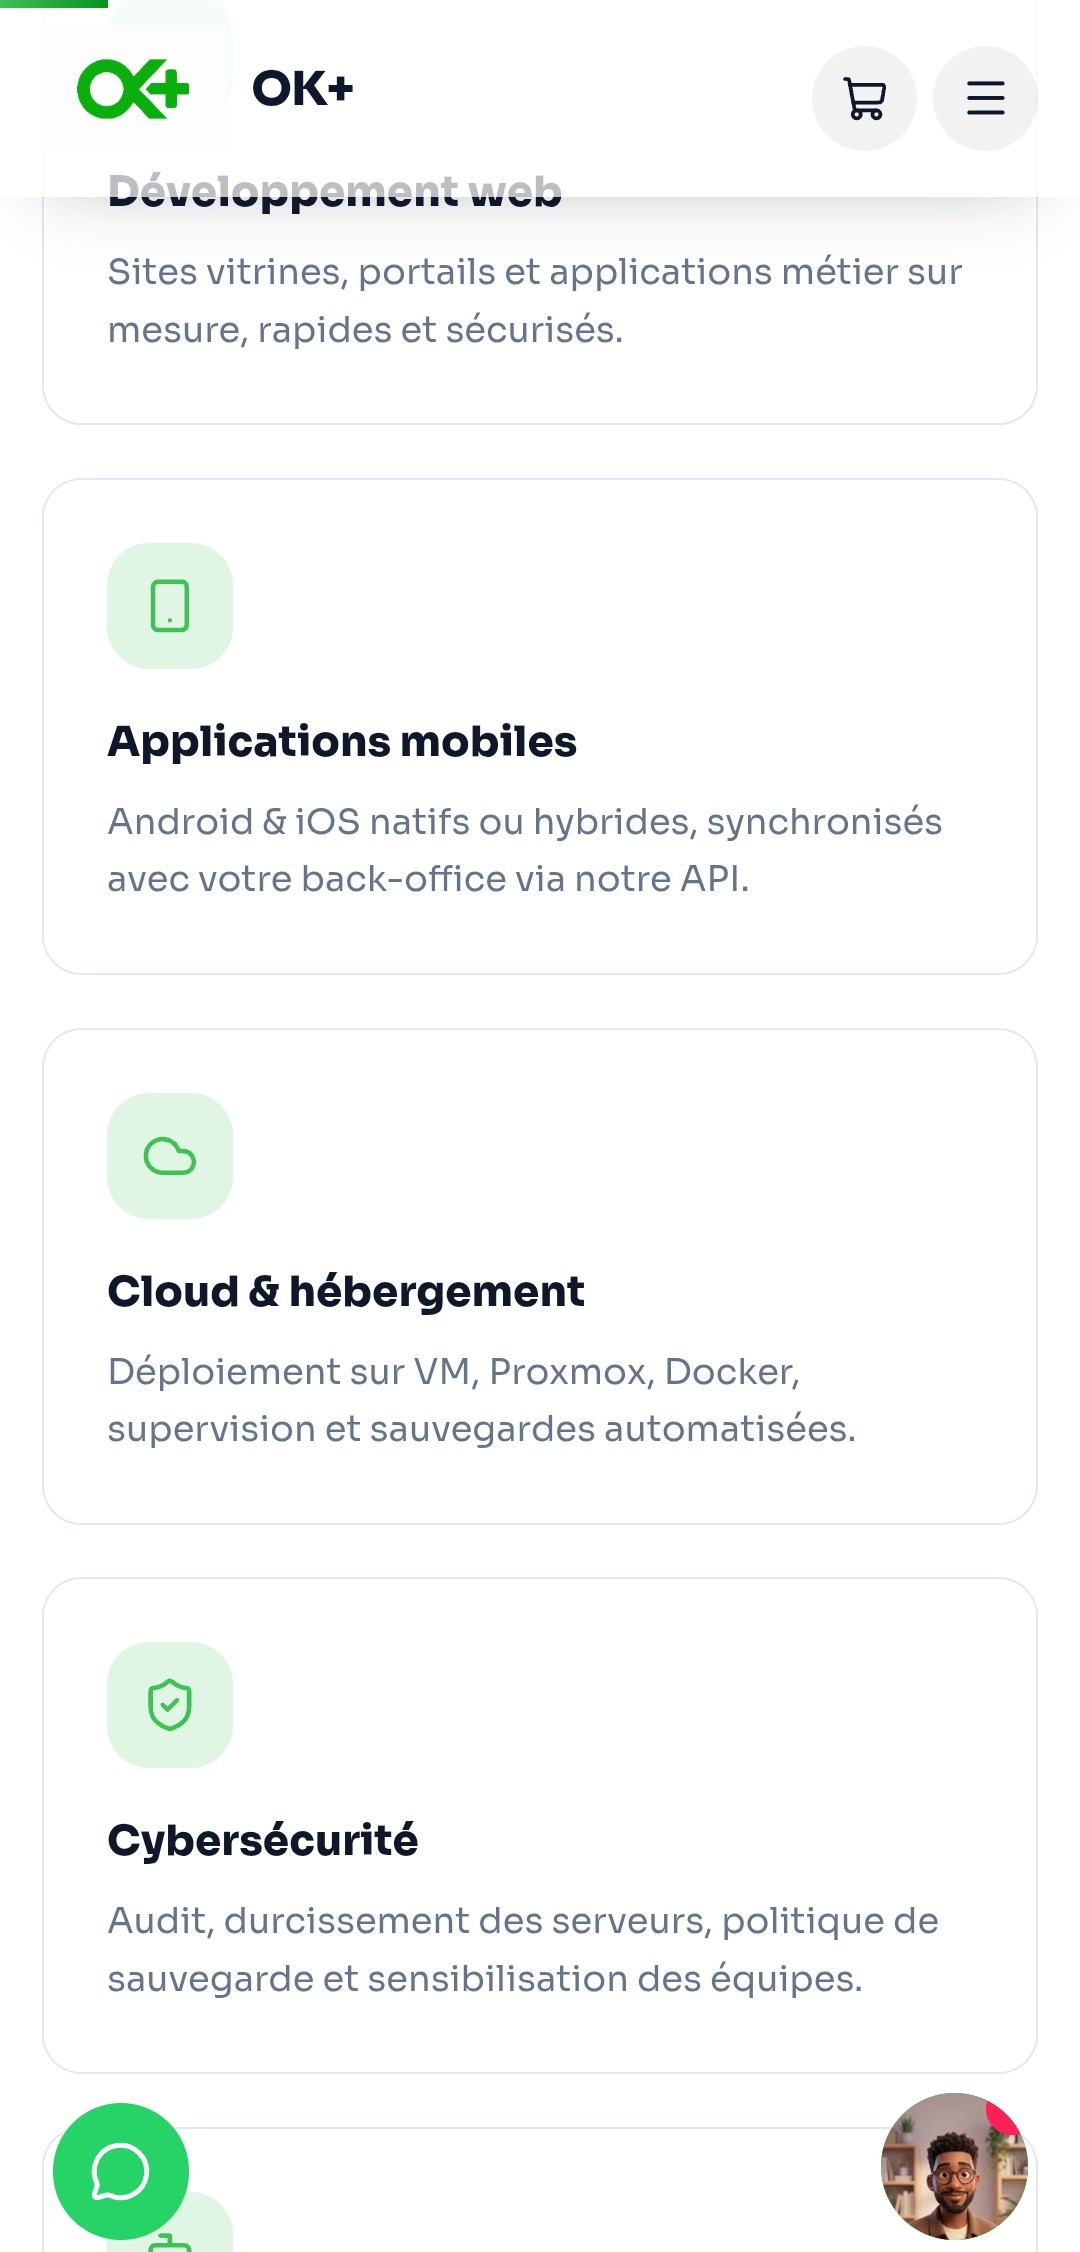 OK+ OK+
Développement web
Sites vitrines, portails et applications métier sur
mesure, rapides et sécurisés.
Applications mobiles
Android & iOS natifs ou hybrides, synchronisés
avec votre back-office via notre API.
Cloud & hébergement
Déploiement sur VM, Proxmox, Docker,
supervision et sauvegardes automatisées.
Cybersécurité
Audit, durcissement des serveurs, politique de
sauvegarde et sensibilisation des équipes.